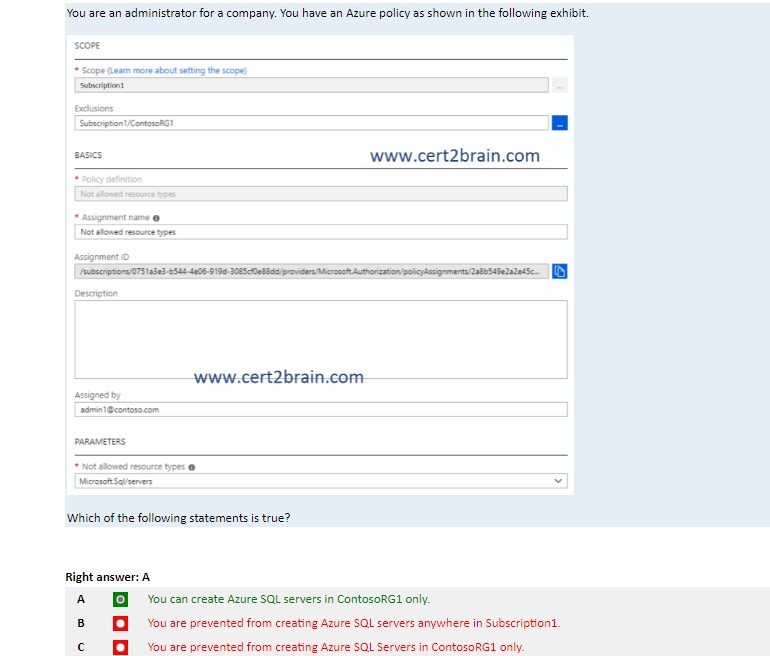 You are an administrator for a company. You have an Azure policy as shown in the following exhibit.
SCOPE
* Scope (Learn more about setting the scope)
Subscription1
...
Exclusions
Subscription1/ContosoRG1
...
BASICS
www.cert2brain.com
* Policy definition
Not allowed resource types
* Assignment name
Not allowed resource types
Assignment ID
/subscriptions/0751a3e3-b544-4e06-919d-3085cf0e88dd/providers/Microsoft.Authorization/policyAssignments/2a8b549e2a2e45c...
Description
www.cert2brain.com
Assigned by
admin1@contoso.com
PARAMETERS
* Not allowed resource types
Microsoft.Sql/servers
Which of the following statements is true?
Right answer: A
A You can create Azure SQL servers in ContosoRG1 only.
B You are prevented from creating Azure SQL servers anywhere in Subscription1.
C You are prevented from creating Azure SQL Servers in ContosoRG1 only.